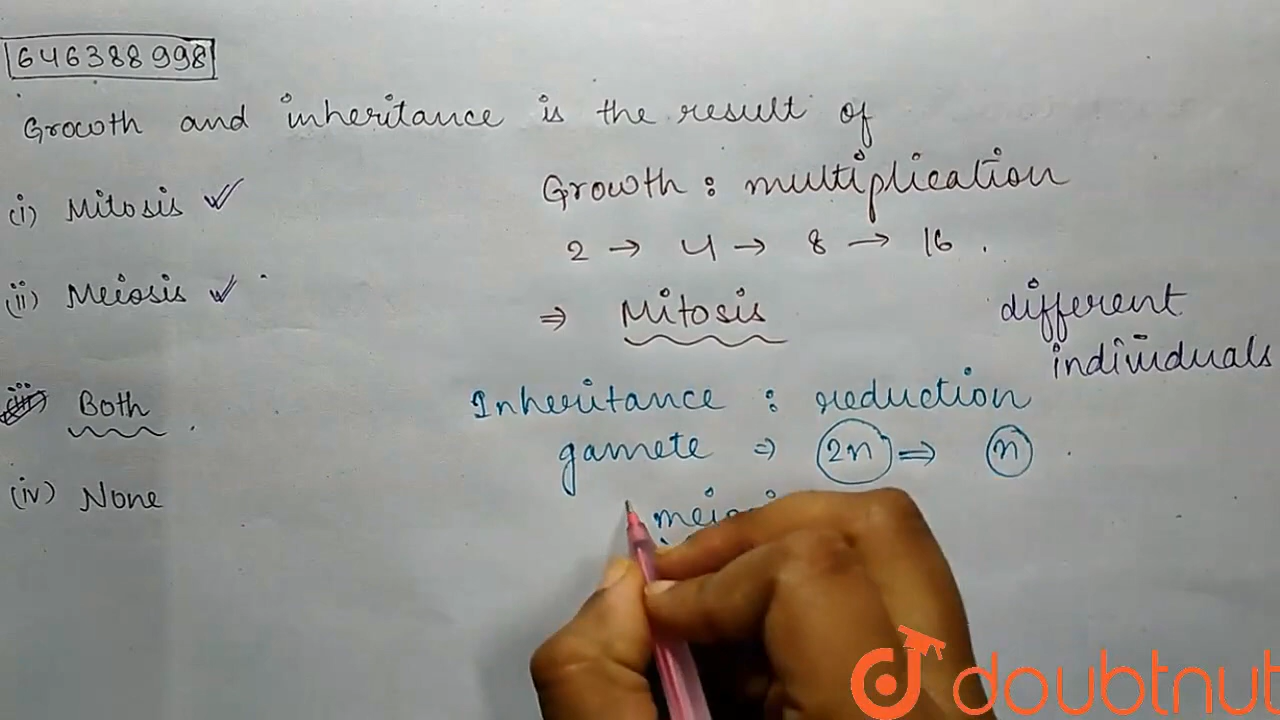 646388998
Growth and inheritance is the result of
(i) Mitosis
(ii) Meiosis
(iii) Both
(iv) None
Growth : multiplication
2 → 4 → 8 → 16 .
⇒ Mitosis
different
individuals
Inheritance : reduction
gamete ⇒ 2n ⇒ n
doubtnut